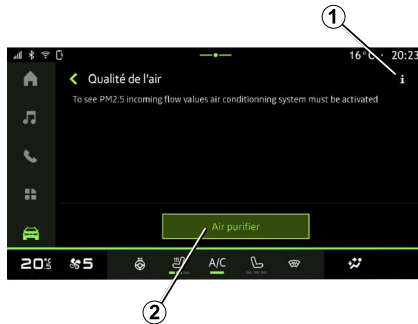 1
16°C · 20:23
Qualité de l'air
i
To see PM2.5 incoming flow values air conditionning system must be activated
Air purifier
20°5 5 A/C
2